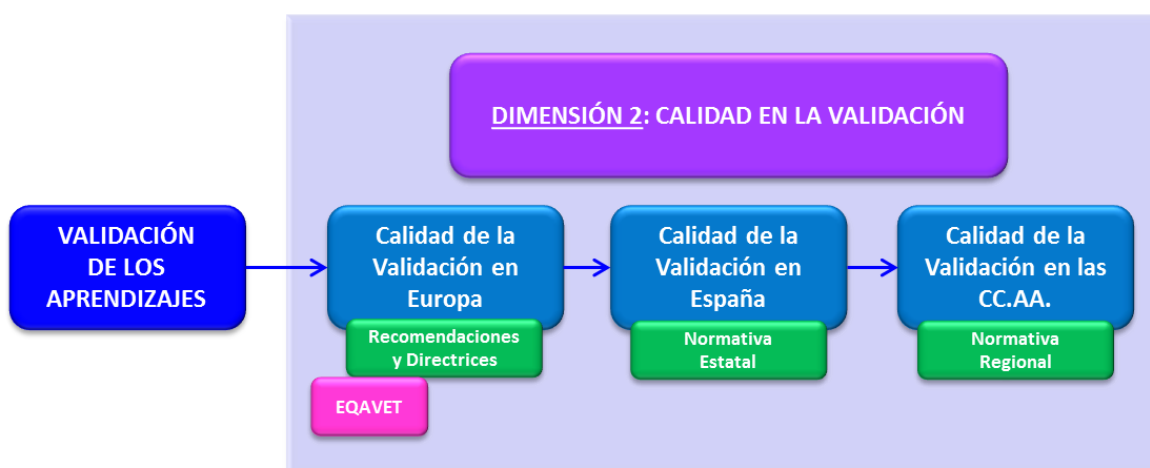 DIMENSIÓN 2: CALIDAD EN LA VALIDACIÓN
VALIDACIÓN
DE LOS
APRENDIZAJES
Calidad de la
Validación en
Europa
Recomendaciones
y Directrices
EQAVET
Calidad de la
Validación en
España
Normativa
Estatal
Calidad de la
Validación en las
CC.AA.
Normativa
Regional